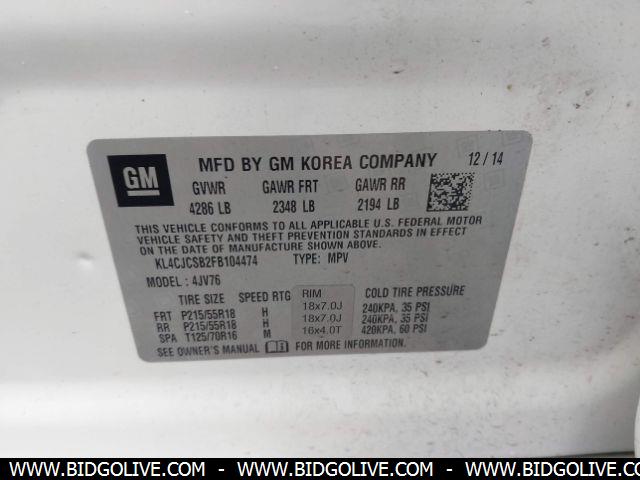 GM
MFD BY GM KOREA COMPANY 12/14
GVWR GAWR FRT GAWR RR
4286 LB 2348 LB 2194 LB
THIS VEHICLE CONFORMS TO ALL APPLICABLE U.S. FEDERAL MOTOR
VEHICLE SAFETY AND THEFT PREVENTION STANDARDS IN EFFECT ON
THE DATE OF MANUFACTURE SHOWN ABOVE.
KL4CJCSB2FB104474 TYPE: MPV
MODEL: 4JV76
TIRE SIZE SPEED RTG RIM COLD TIRE PRESSURE
FRT P215/55R18 H 18x7.0J 240KPA, 35 PSI
RR P215/55R18 H 18x7.0J 240KPA, 35 PSI
SPA T125/70R16 M 16x4.0T 420KPA, 60 PSI
SEE OWNER'S MANUAL FOR MORE INFORMATION.
WWW.BIDGOLIVE.COM - WWW.BIDGOLIVE.COM - WWW.BIDGOLIVE.COM